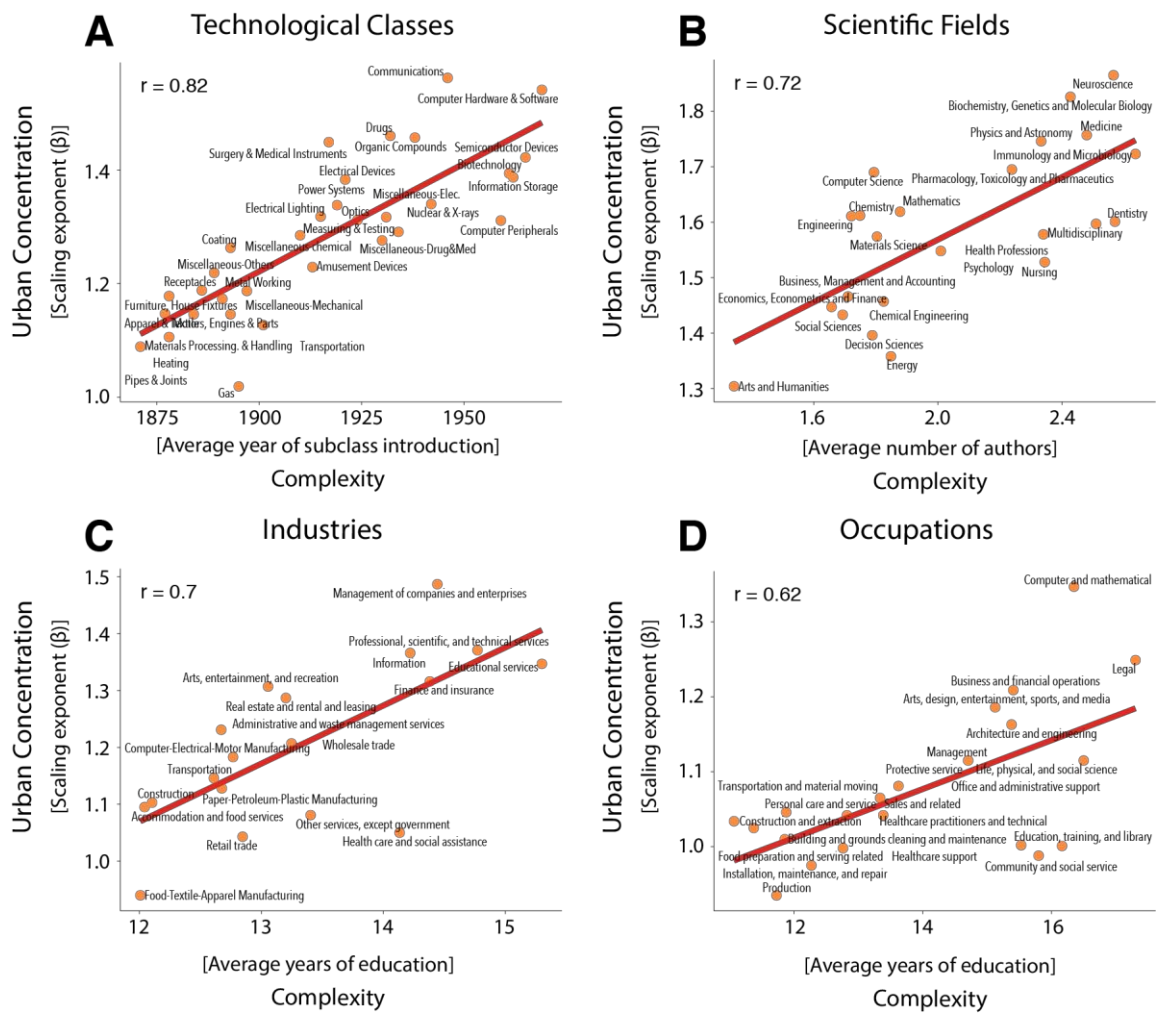 A
Technological Classes
r = 0.82
Communications
Computer Hardware & Software
Drugs
Organic Compounds
Semiconductor Devices
Surgery & Medical Instruments
Biotechnology
Electrical Devices
Information Storage
Power Systems
Miscellaneous-Elec.
Electrical Lighting
Optics
Nuclear & X-rays
Measuring & Testing
Computer Peripherals
Coating
Miscellaneous chemical
Miscellaneous-Drug&Med
Miscellaneous-Others
Amusement Devices
Receptacles
Metal Working
Furniture, House Fixtures
Miscellaneous-Mechanical
Apparel &
Motors, Engines & Parts
Materials Processing. & Handling
Transportation
Heating
Pipes & Joints
Gas
1.4
1.2
1.0
1875
1900
1925
1950
Urban Concentration
[Scaling exponent (β)]
[Average year of subclass introduction]
Complexity
B
Scientific Fields
r = 0.72
Neuroscience
Biochemistry, Genetics and Molecular Biology
Medicine
Physics and Astronomy
Immunology and Microbiology
Computer Science
Pharmacology, Toxicology and Pharmaceutics
Chemistry
Mathematics
Engineering
Dentistry
Multidisciplinary
Materials Science
Health Professions
Psychology
Nursing
Business, Management and Accounting
Economics, Econometrics and Finance
Chemical Engineering
Social Sciences
Decision Sciences
Energy
Arts and Humanities
1.8
1.7
1.6
1.5
1.4
1.3
1.6
2.0
2.4
Urban Concentration
[Scaling exponent (β)]
[Average number of authors]
Complexity
C
Industries
r = 0.7
Management of companies and enterprises
Professional, scientific, and technical services
Information
Educational services
Arts, entertainment, and recreation
Finance and insurance
Real estate and rental and leasing
Administrative and waste management services
Computer-Electrical-Motor Manufacturing
Wholesale trade
Transportation
Construction
Paper-Petroleum-Plastic Manufacturing
Accommodation and food services
Other services, except government
Retail trade
Health care and social assistance
Food-Textile-Apparel Manufacturing
1.5
1.4
1.3
1.2
1.1
1.0
12
13
14
15
Urban Concentration
[Scaling exponent (β)]
[Average years of education]
Complexity
D
Occupations
r = 0.62
Computer and mathematical
Legal
Business and financial operations
Arts, design, entertainment, sports, and media
Architecture and engineering
Management
Protective service
Life, physical, and social science
Transportation and material moving
Office and administrative support
Personal care and service
Sales and related
Construction and extraction
Healthcare practitioners and technical
Building and grounds cleaning and maintenance
Education, training, and library
Food preparation and serving related
Healthcare support
Community and social service
Installation, maintenance, and repair
Production
1.3
1.2
1.1
1.0
12
14
16
Urban Concentration
[Scaling exponent (β)]
[Average years of education]
Complexity